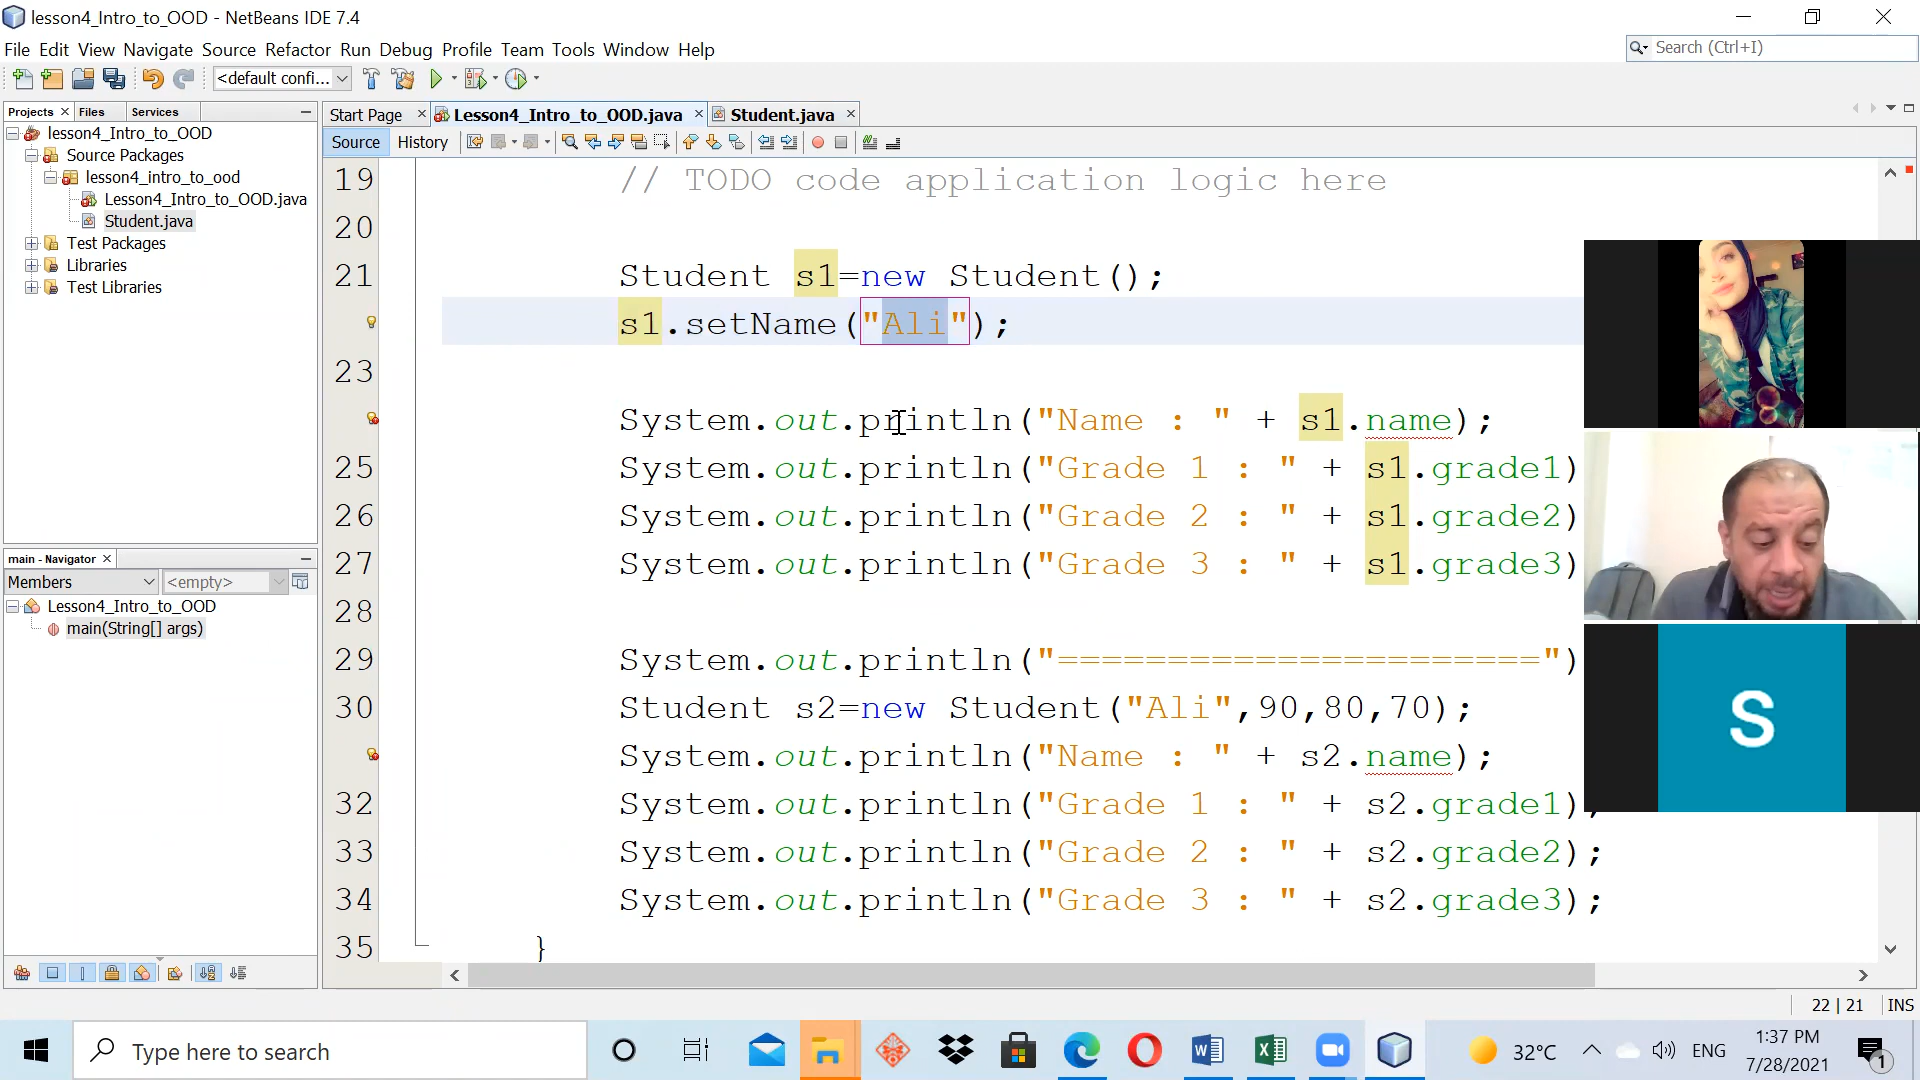 lesson4_Intro_to_OOD - NetBeans IDE 7.4
File Edit View Navigate Source Refactor Run Debug Profile Team Tools Window Help
Search (Ctrl+I)
<default confi...
Projects Files Services
Start Page Lesson4_Intro_to_OOD.java Student.java
Source History
lesson4_Intro_to_OOD
Source Packages
lesson4_intro_to_ood
Lesson4_Intro_to_OOD.java
Student.java
Test Packages
Libraries
Test Libraries
main - Navigator
Members <empty>
Lesson4_Intro_to_OOD
main(String[] args)
19 // TODO code application logic here
20
21 Student s1=new Student();
s1.setName("Ali");
23
System.out.println("Name : " + s1.name);
25 System.out.println("Grade 1 : " + s1.grade1)
26 System.out.println("Grade 2 : " + s1.grade2)
27 System.out.println("Grade 3 : " + s1.grade3)
28
29 System.out.println("======================")
30 Student s2=new Student("Ali",90,80,70);
System.out.println("Name : " + s2.name);
32 System.out.println("Grade 1 : " + s2.grade1);
33 System.out.println("Grade 2 : " + s2.grade2);
34 System.out.println("Grade 3 : " + s2.grade3);
35 }
S
22 | 21 INS
Type here to search
32°C
ENG
1:37 PM
7/28/2021
1